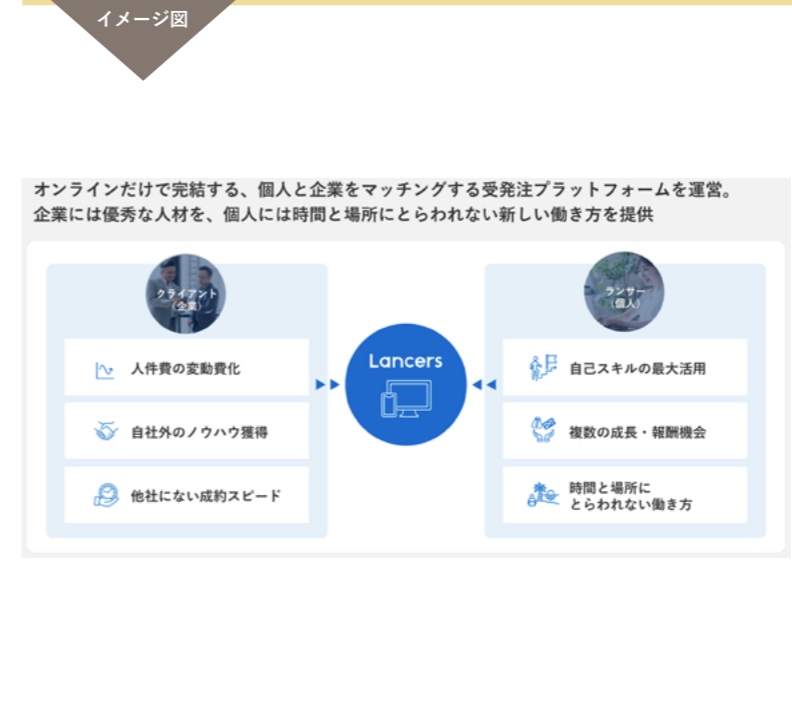 イメージ図
オンラインだけで完結する、個人と企業をマッチングする受発注プラットフォームを運営。
企業には優秀な人材を、個人には時間と場所にとらわれない新しい働き方を提供
クライアント
（企業）
人件費の変動費化
自社外のノウハウ獲得
他社にない成約スピード
Lancers
ランサー
（個人）
自己スキルの最大活用
複数の成長・報酬機会
時間と場所に
とらわれない働き方